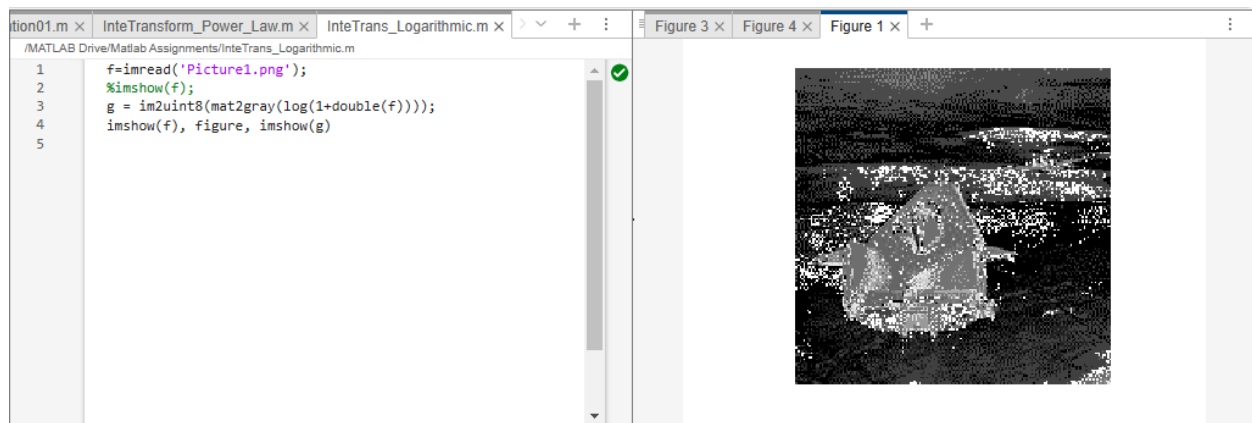 ition01.m × InteTransform_Power_Law.m × InteTrans_Logarithmic.m ×
Figure 3 × Figure 4 × Figure 1 × +
/MATLAB Drive/Matlab Assignments/InteTrans_Logarithmic.m
1 f=imread('Picture1.png');
2 %imshow(f);
3 g = im2uint8(mat2gray(log(1+double(f))));
4 imshow(f), figure, imshow(g)
5